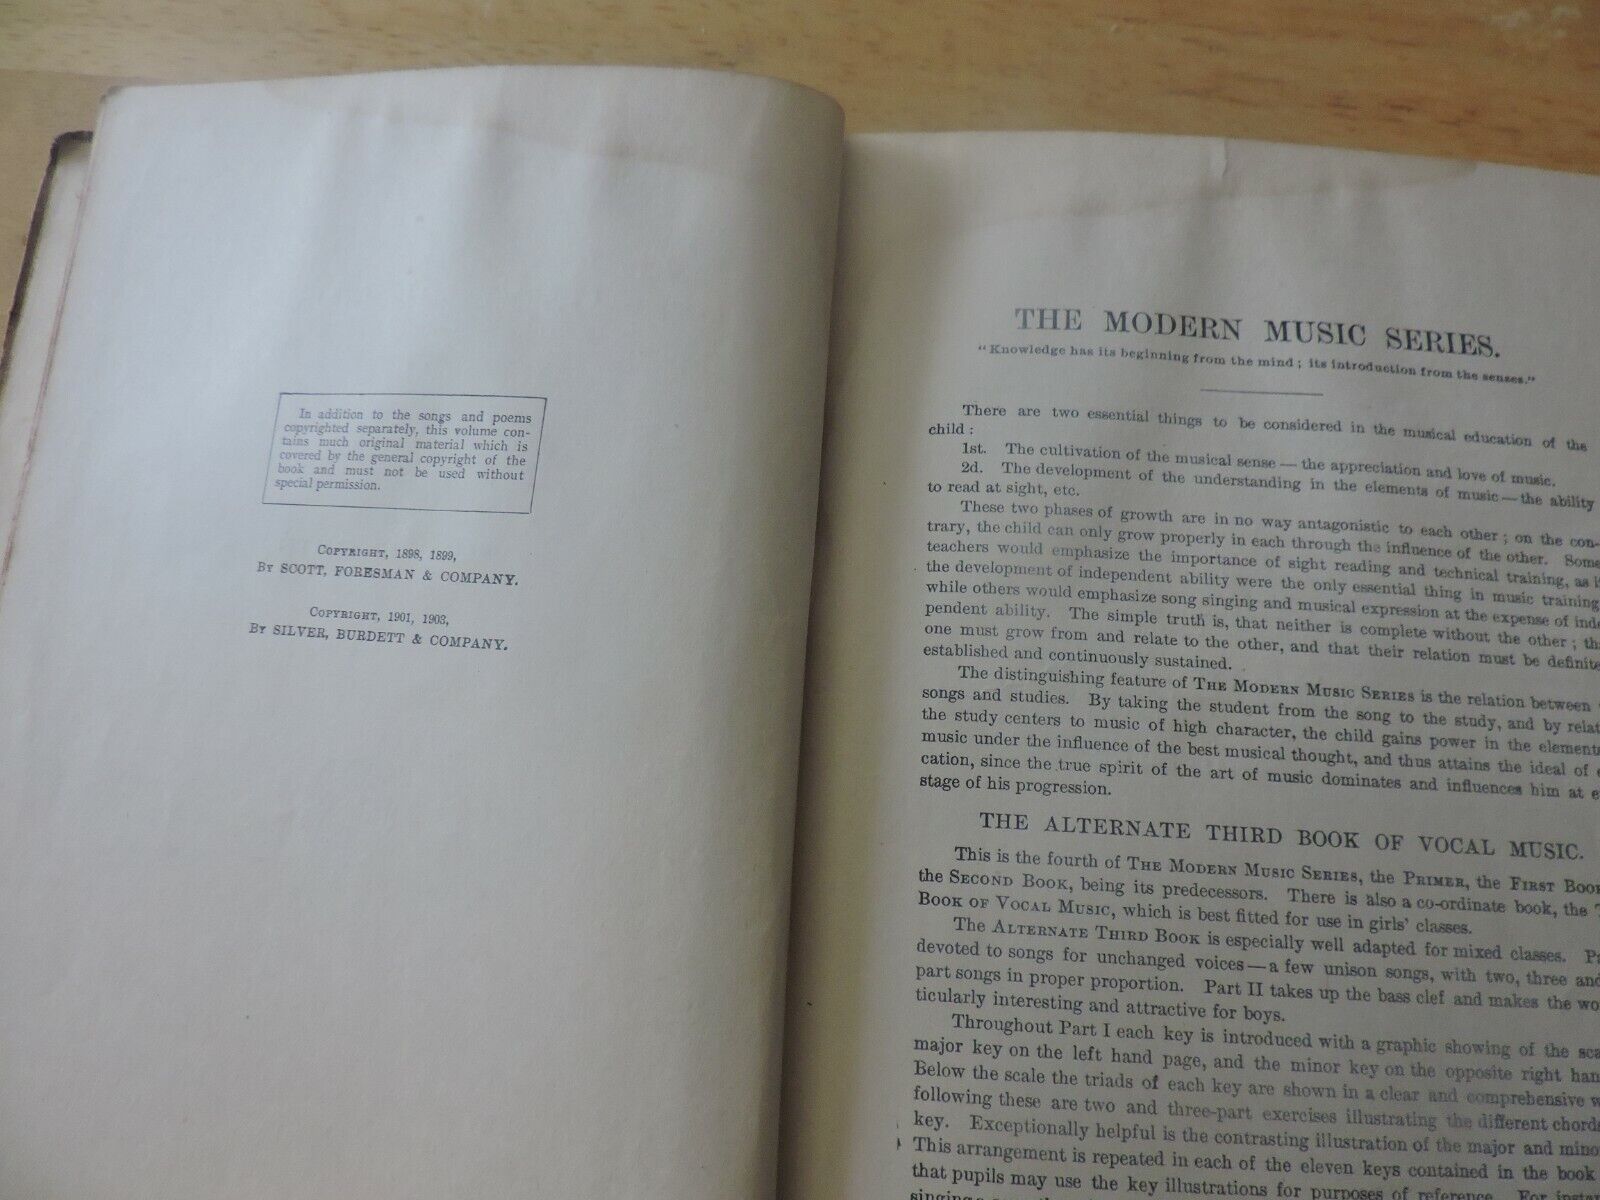 In addition to the songs and poems
copyrighted separately, this volume con-
tains much original material which is
covered by the general copyright of the
book and must not be used without
special permission.
COPYRIGHT, 1898, 1899,
BY SCOTT, FORESMAN & COMPANY.
COPYRIGHT, 1901, 1903,
BY SILVER, BURDETT & COMPANY.
THE MODERN MUSIC SERIES.
"Knowledge has its beginning from the mind; its introduction from the senses."
There are two essential things to be considered in the musical education of the
child:
1st. The cultivation of the musical sense — the appreciation and love of music.
2d. The development of the understanding in the elements of music — the ability
to read at sight, etc.
These two phases of growth are in no way antagonistic to each other; on the con-
trary, the child can only grow properly in each through the influence of the other. Some
teachers would emphasize the importance of sight reading and technical training, as
the development of independent ability were the only essential thing in music training
while others would emphasize song singing and musical expression at the expense of inde
pendent ability. The simple truth is, that neither is complete without the other; th
one must grow from and relate to the other, and that their relation must be definite
established and continuously sustained.
The distinguishing feature of THE MODERN MUSIC SERIES is the relation between
songs and studies. By taking the student from the song to the study, and by relat
the study centers to music of high character, the child gains power in the element
music under the influence of the best musical thought, and thus attains the ideal of e
cation, since the true spirit of the art of music dominates and influences him at e
stage of his progression.
THE ALTERNATE THIRD BOOK OF VOCAL MUSIC.
This is the fourth of THE MODERN MUSIC SERIES, the PRIMER, the FIRST BOOK
the SECOND BOOK, being its predecessors. There is also a co-ordinate book, the T
BOOK OF VOCAL MUSIC, which is best fitted for use in girls' classes.
The ALTERNATE THIRD BOOK is especially well adapted for mixed classes. Pa
devoted to songs for unchanged voices — a few unison songs, with two, three and
part songs in proper proportion. Part II takes up the bass clef and makes the wo
ticularly interesting and attractive for boys.
Throughout Part I each key is introduced with a graphic showing of the sca
major key on the left hand page, and the minor key on the opposite right han
Below the scale the triads of each key are shown in a clear and comprehensive w
following these are two and three-part exercises illustrating the different chords
key. Exceptionally helpful is the contrasting illustration of the major and mino
This arrangement is repeated in each of the eleven keys contained in the book
that pupils may use the key illustrations for purposes of reference. For instan